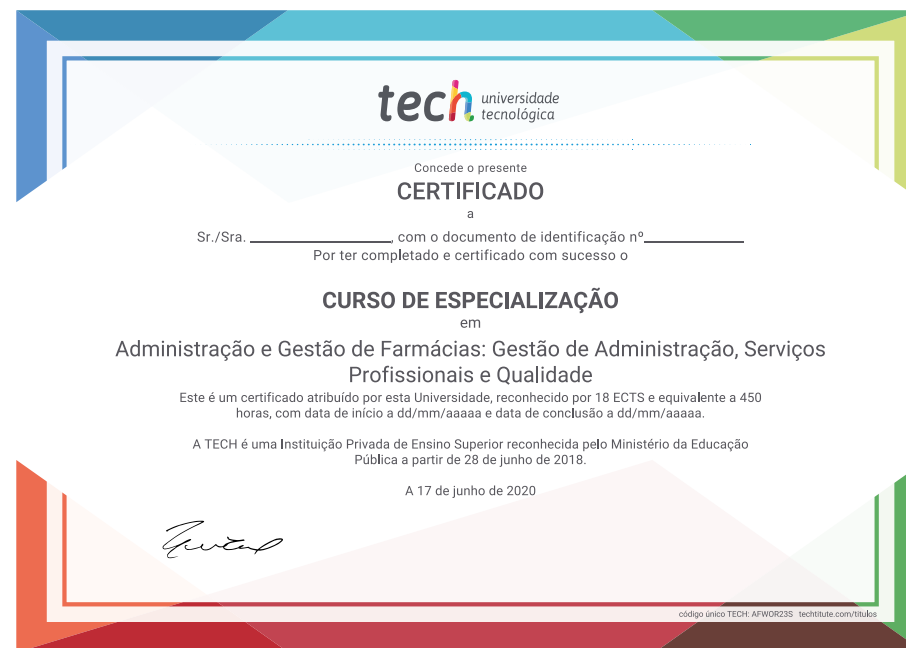 tech universidade
tecnológica
Concede o presente
CERTIFICADO
a
Sr./Sra. ____________, com o documento de identificação nº__________
Por ter completado e certificado com sucesso o
CURSO DE ESPECIALIZAÇÃO
em
Administração e Gestão de Farmácias: Gestão de Administração, Serviços
Profissionais e Qualidade
Este é um certificado atribuído por esta Universidade, reconhecido por 18 ECTS e equivalente a 450
horas, com data de início a dd/mm/aaaaa e data de conclusão a dd/mm/aaaaa.
A TECH é uma Instituição Privada de Ensino Superior reconhecida pelo Ministério da Educação
Pública a partir de 28 de junho de 2018.
A 17 de junho de 2020
código único TECH: AFWOR23S techtitute.com/titulos